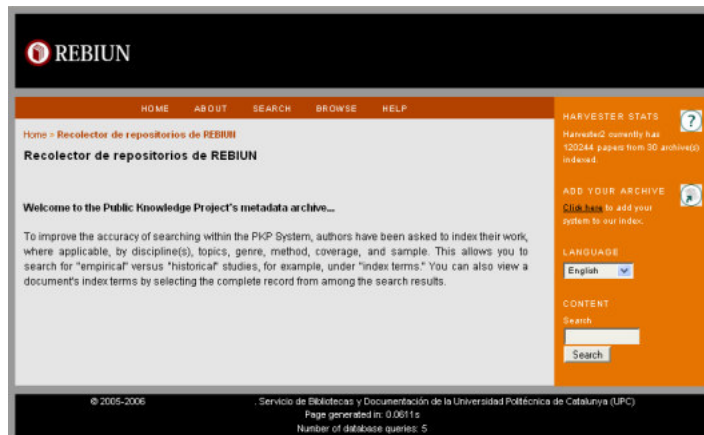 REBIUN
HOME ABOUT SEARCH BROWSE HELP
Home > Recolector de repositorios de REBIUN
Recolector de repositorios de REBIUN
Welcome to the Public Knowledge Project's metadata archive...
To improve the accuracy of searching within the PKP System, authors have been asked to index their work,
where applicable, by discipline(s), topics, genre, method, coverage, and sample. This allows you to
search for "empirical" versus "historical" studies, for example, under "index terms." You can also view a
document's index terms by selecting the complete record from among the search results.
HARVESTER STATS
?
Harvester2 currently has
120244 papers from 30 archive(s)
indexed.
ADD YOUR ARCHIVE
Click here to add your
system to our index.
LANGUAGE
English
CONTENT
Search
Search
© 2005-2006 . Servicio de Bibliotecas y Documentación de la Universidad Politécnica de Catalunya (UPC)
Page generated in: 0.0611s
Number of database queries: 5